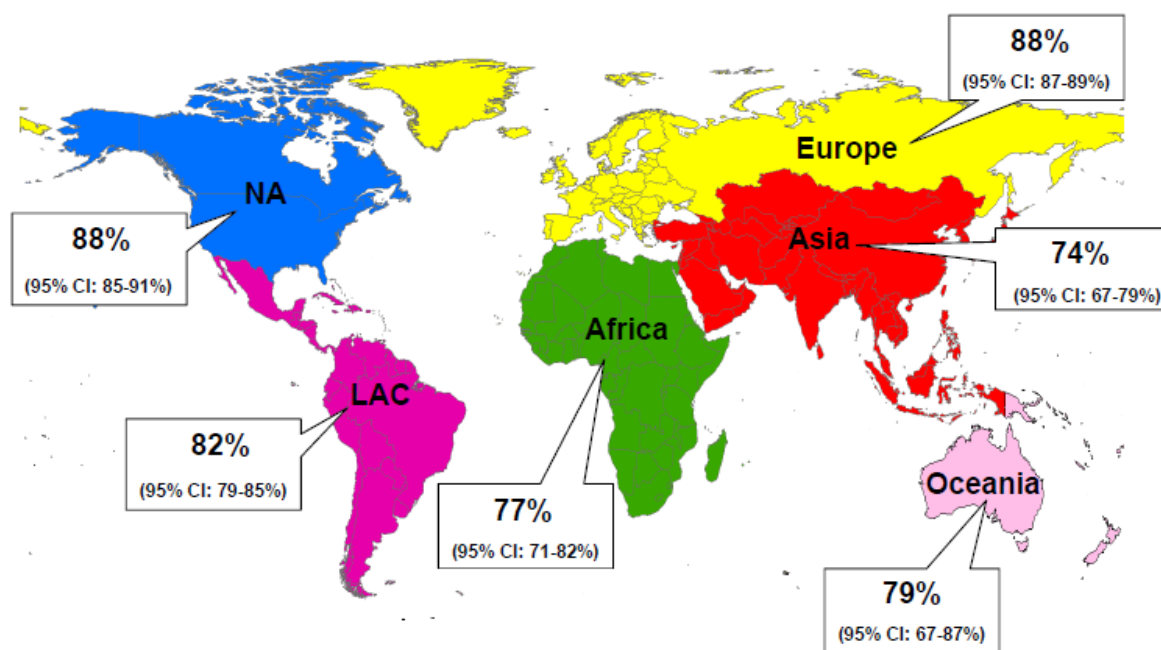 88%
(95% CI: 87-89%)
Europe
NA
88%
(95% CI: 85-91%)
Asia
74%
(95% CI: 67-79%)
Africa
LAC
82%
(95% CI: 79-85%)
77%
(95% CI: 71-82%)
Oceania
79%
(95% CI: 67-87%)